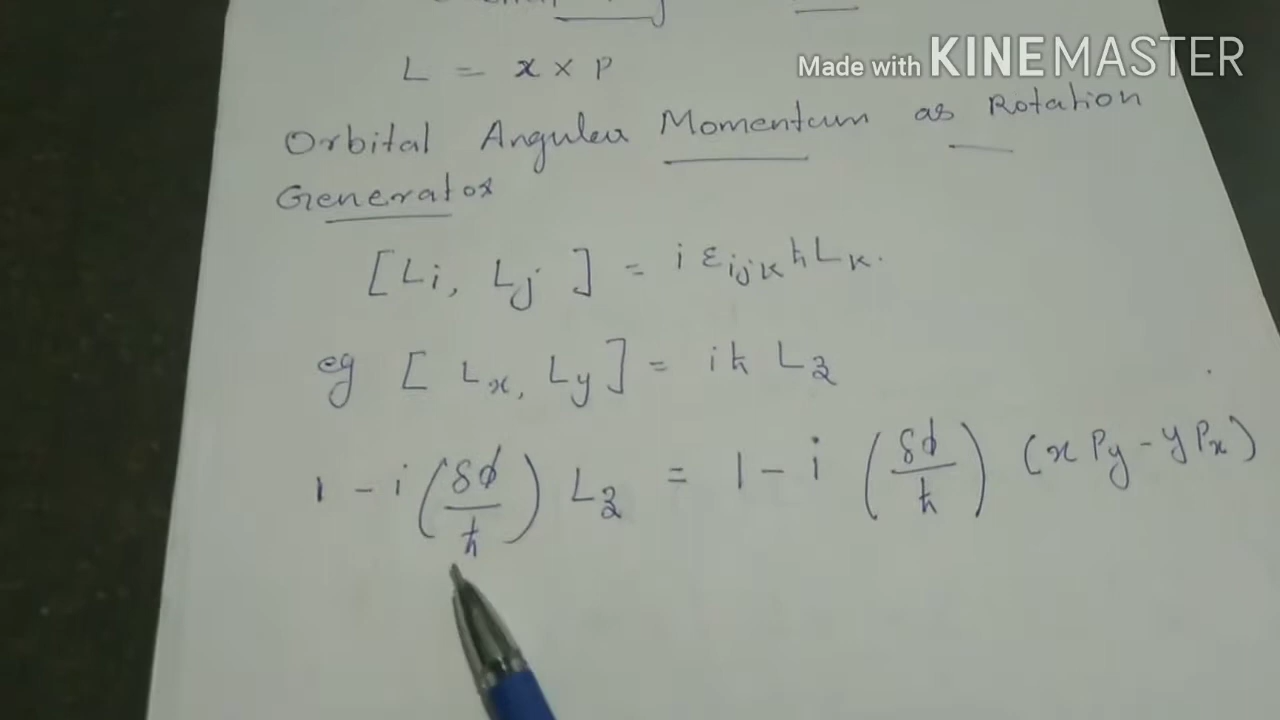 Made with KINEMASTER
L = x × P
Orbital Angular Momentum as Rotation
Generator
[Li, Lj] = i εijk ħLk.
eg [Lx, Ly] = iħ Lz
1 - i (δφ/ħ) Lz = 1 - i (δφ/ħ) (xPy - yPx)